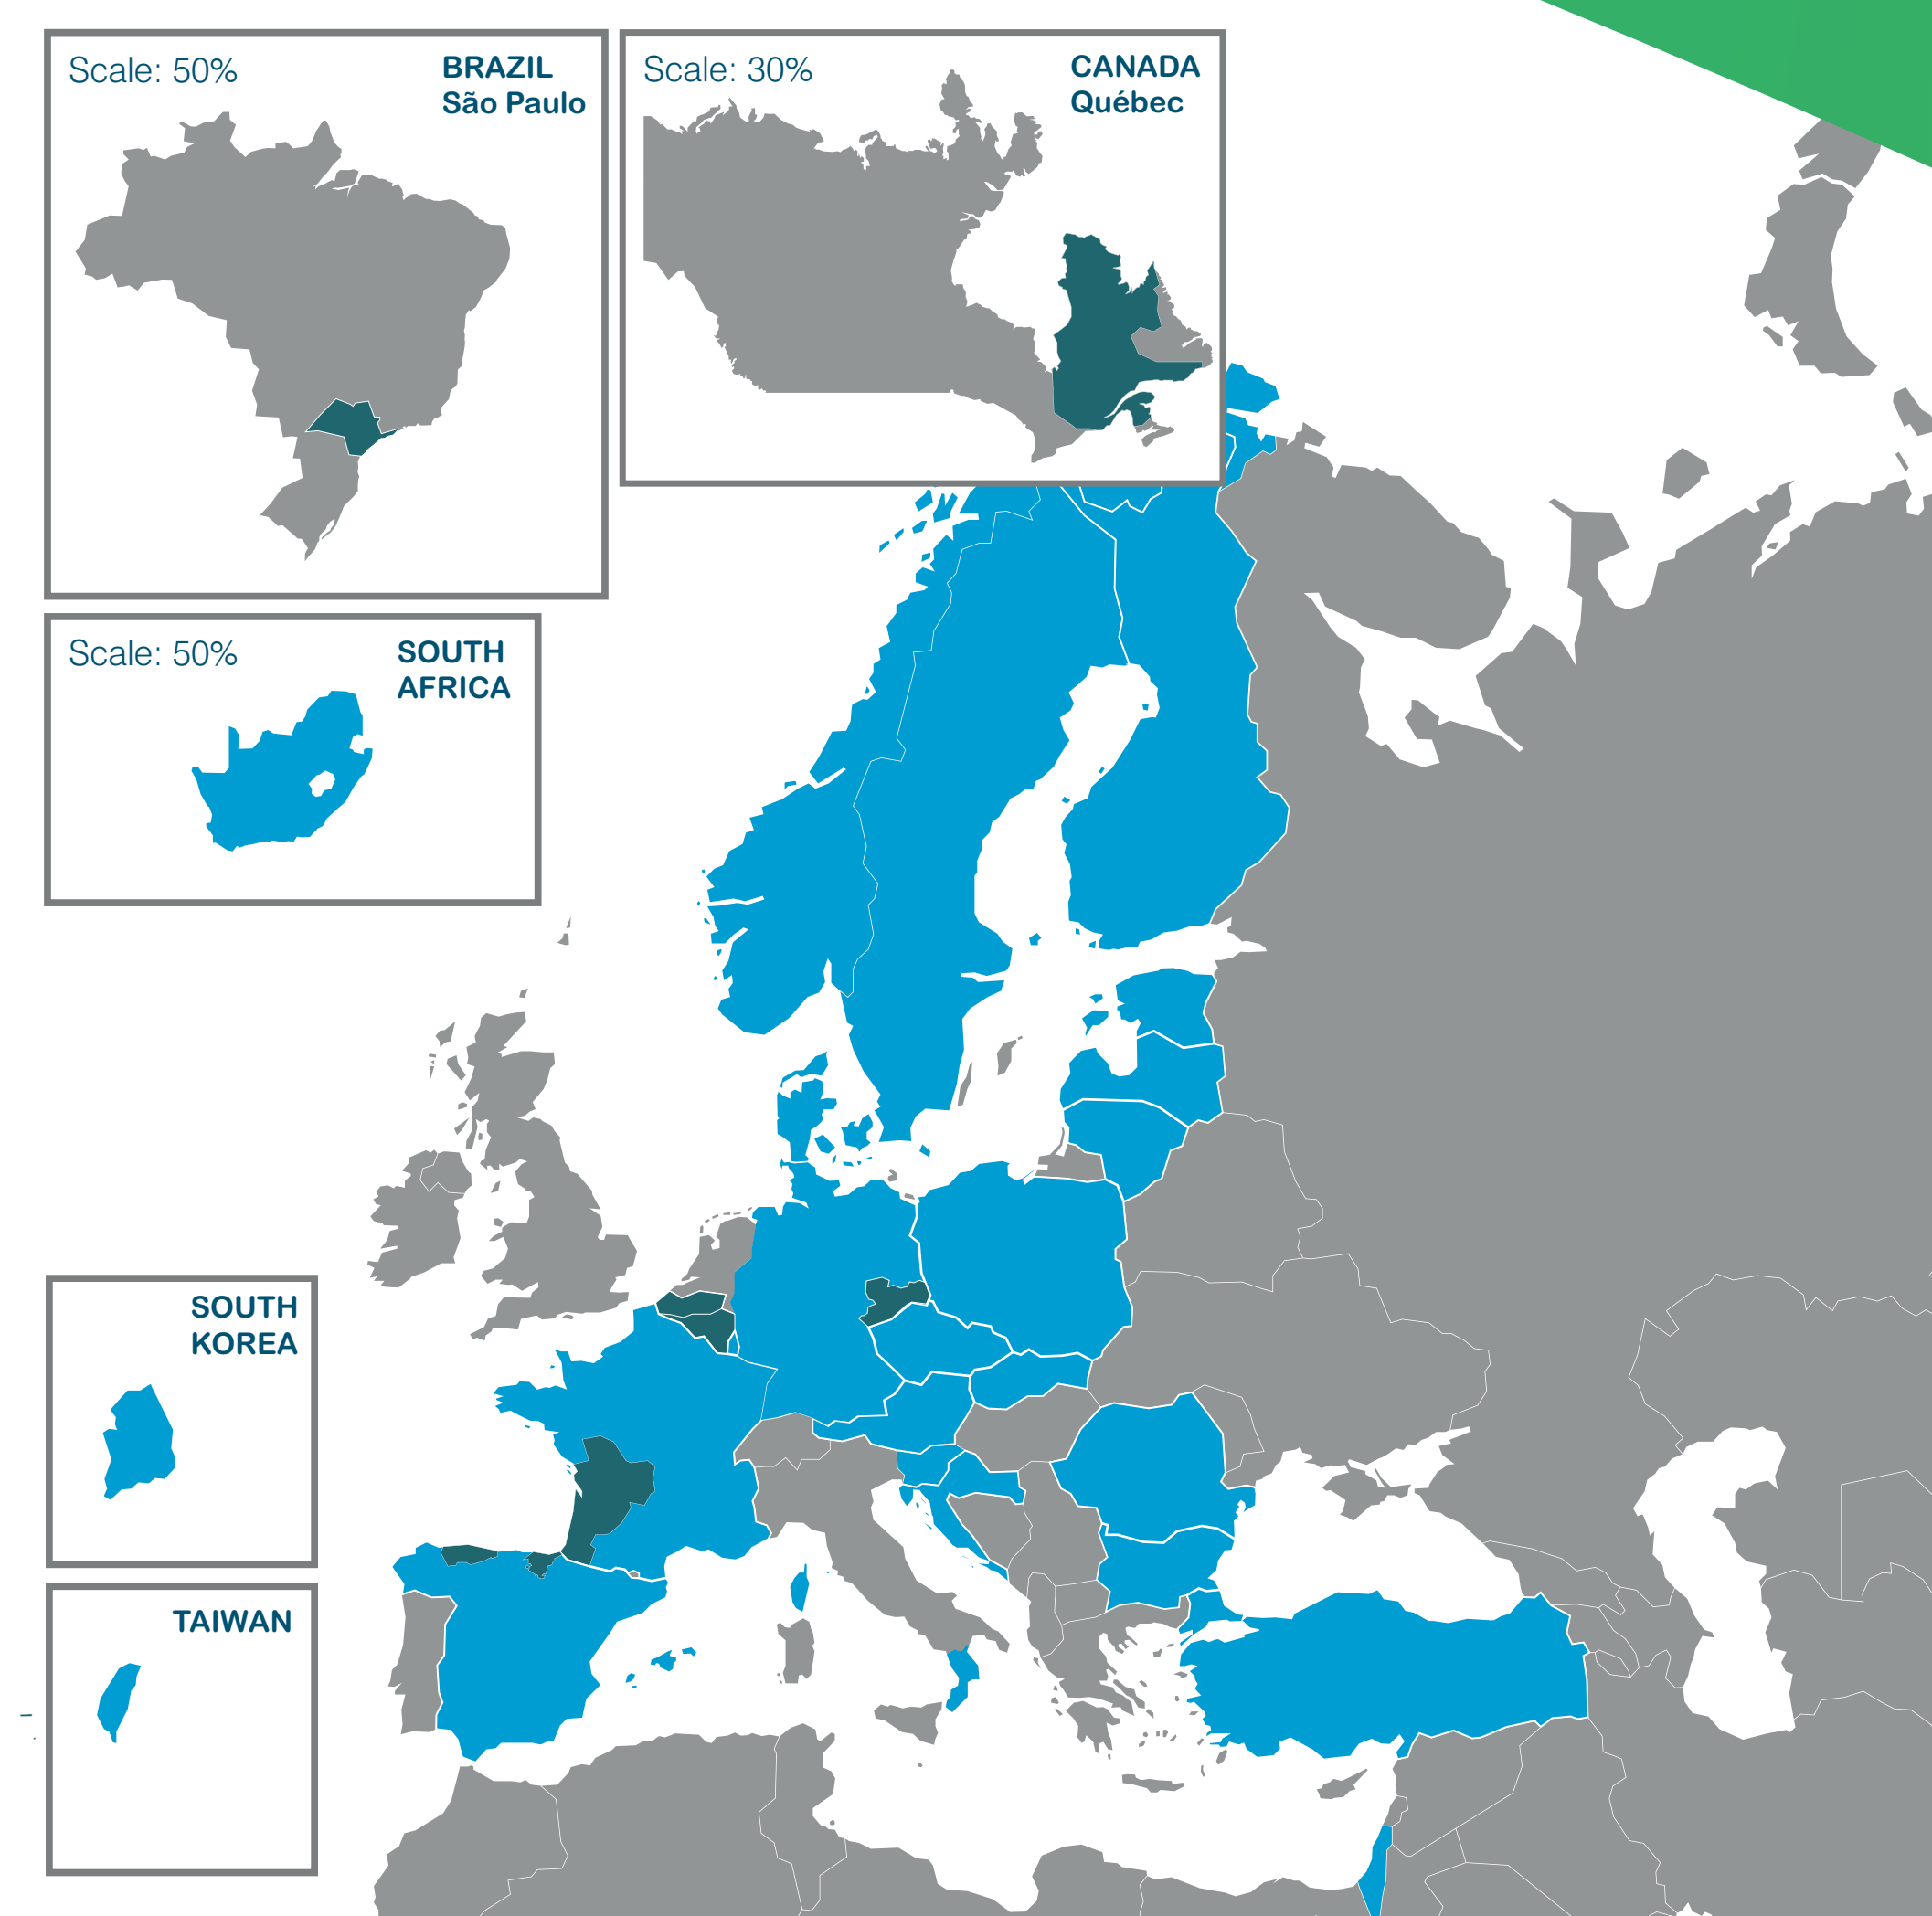 Scale: 50%
BRAZIL
São Paulo
Scale: 30%
CANADA
Québec
Scale: 50%
SOUTH
AFRICA
SOUTH
KOREA
TAIWAN